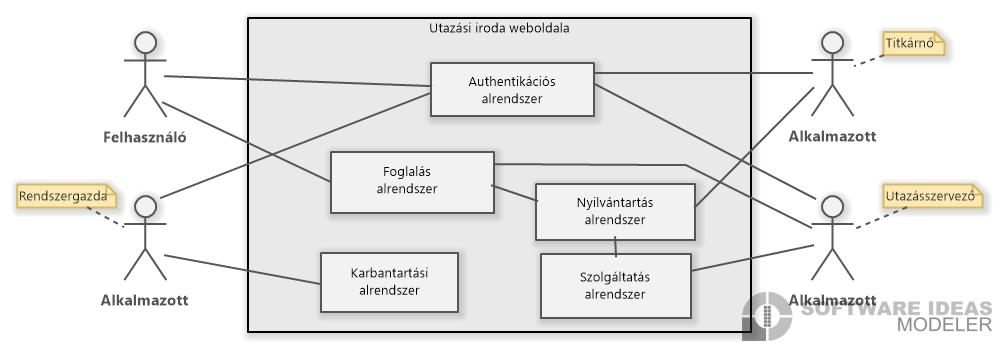 Utazási iroda weboldala
Titkárnő
Authentikációs
alrendszer
Felhasználó
Alkalmazott
Foglalás
alrendszer
Rendszergazda
Nyilvántartás
alrendszer
Utazásszervező
Karbantartási
alrendszer
Szolgáltatás
alrendszer
Alkalmazott
Alkalmazott
SOFTWARE IDEAS
MODELER